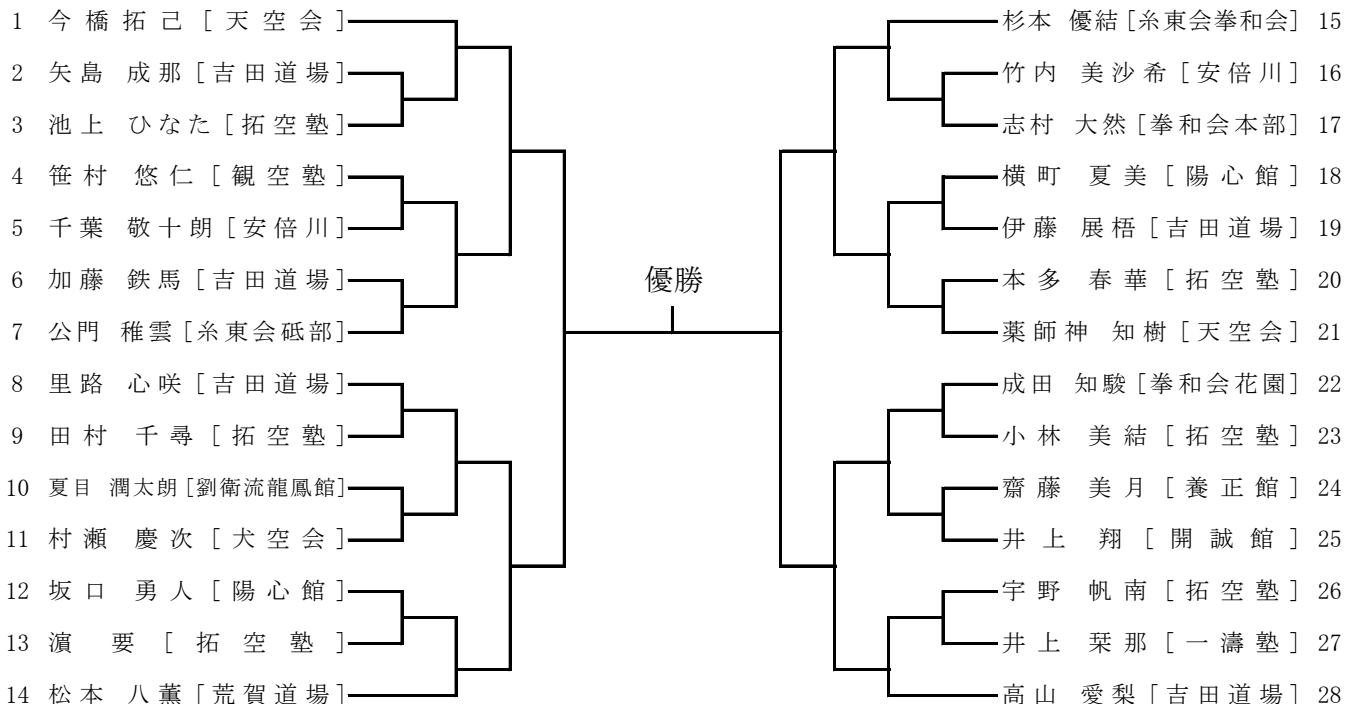 1 今橋拓己[天空会]
2 矢島 成那[吉田道場]
3 池上 ひなた[拓空塾]
4 笹村 悠仁[観空塾]
5 千葉 敬十朗[安倍川]
6 加藤 鉄馬[吉田道場]
7 公門 稚雲[糸東会砥部]
8 里路 心咲[吉田道場]
9 田村 千尋[拓空塾]
10 夏目 潤太朗[劉衛流龍鳳館]
11 村瀬 慶次[犬空会]
12 坂口 勇人[陽心館]
13 濵 要[拓空塾]
14 松本 八薫[荒賀道場]
優勝
杉本 優結[糸東会拳和会] 15
竹内 美沙希[安倍川] 16
志村 大然[拳和会本部] 17
横町 夏美[陽心館] 18
伊藤 展梧[吉田道場] 19
本多 春華[拓空塾] 20
薬師神 知樹[天空会] 21
成田 知駿[拳和会花園] 22
小林 美結[拓空塾] 23
齋藤 美月[養正館] 24
井上 翔[開誠館] 25
宇野 帆南[拓空塾] 26
井上 栞那[一濤塾] 27
高山 愛梨[吉田道場] 28